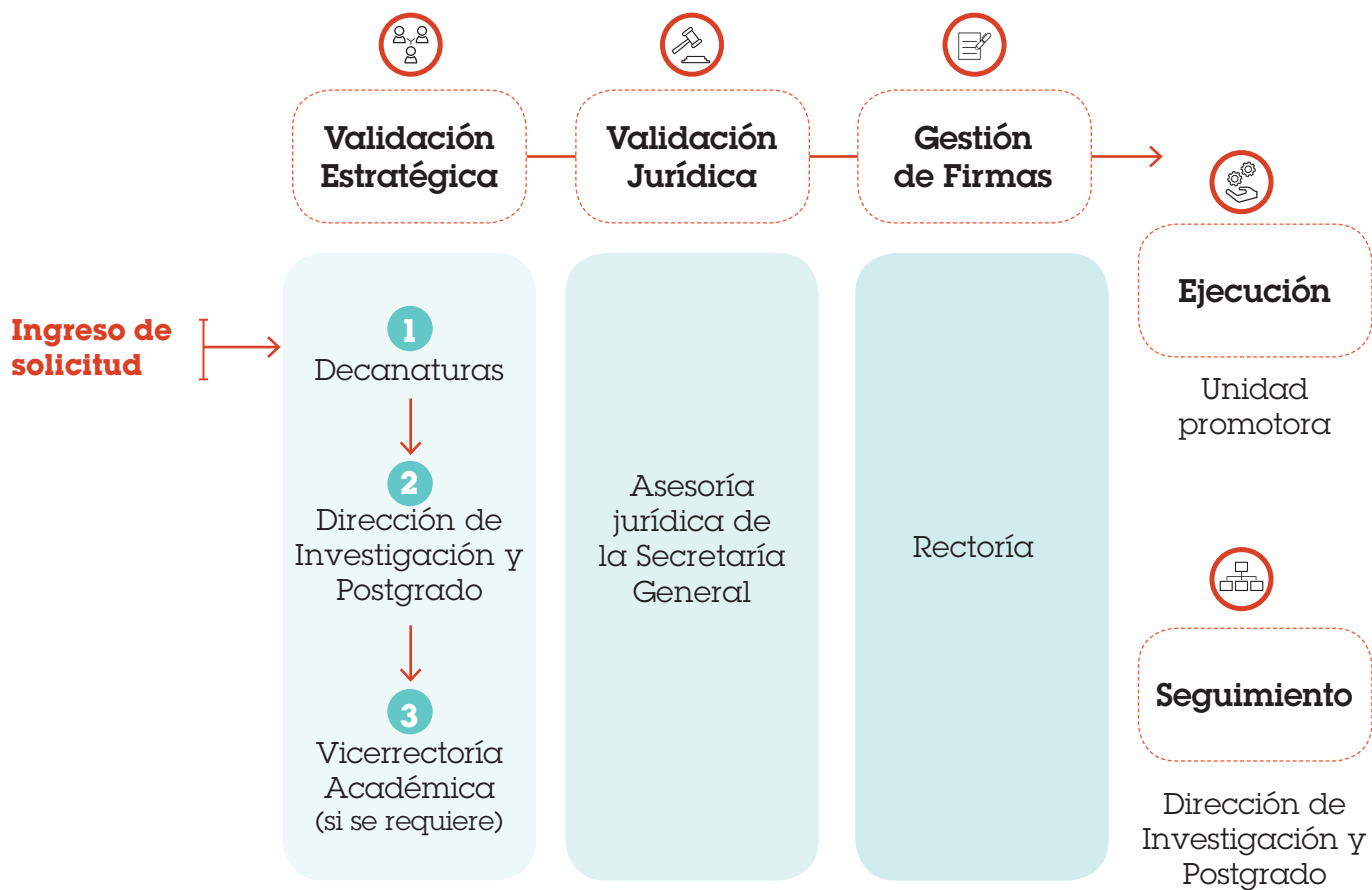 Validación
Estratégica
Validación
Jurídica
Gestión
de Firmas
Ingreso de
solicitud
1
Decanaturas
2
Dirección de
Investigación y
Postgrado
3
Vicerrectoría
Académica
(si se requiere)
Asesoría
jurídica de
la Secretaría
General
Rectoría
Ejecución
Unidad
promotora
Seguimiento
Dirección de
Investigación y
Postgrado